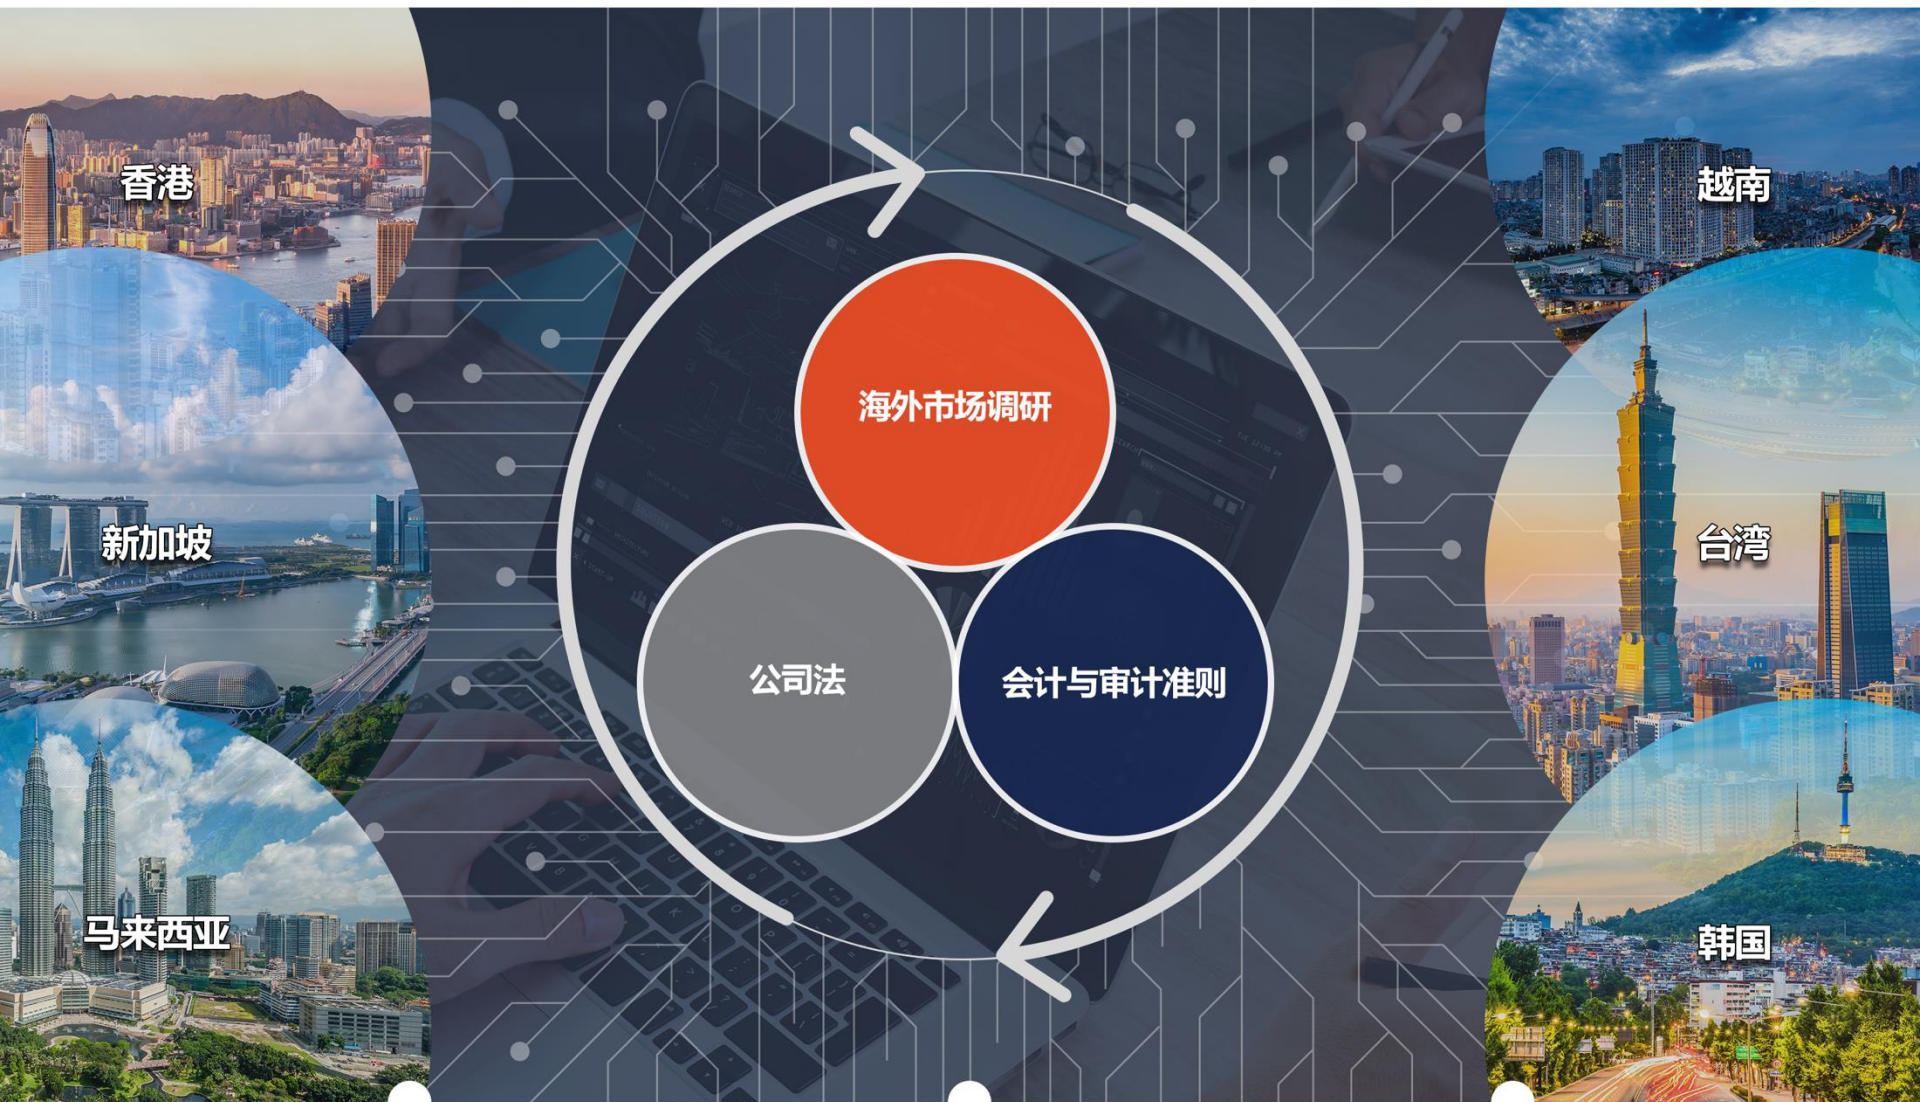 香港
新加坡
马来西亚
海外市场调研
公司法
会计与审计准则
越南
台湾
韩国